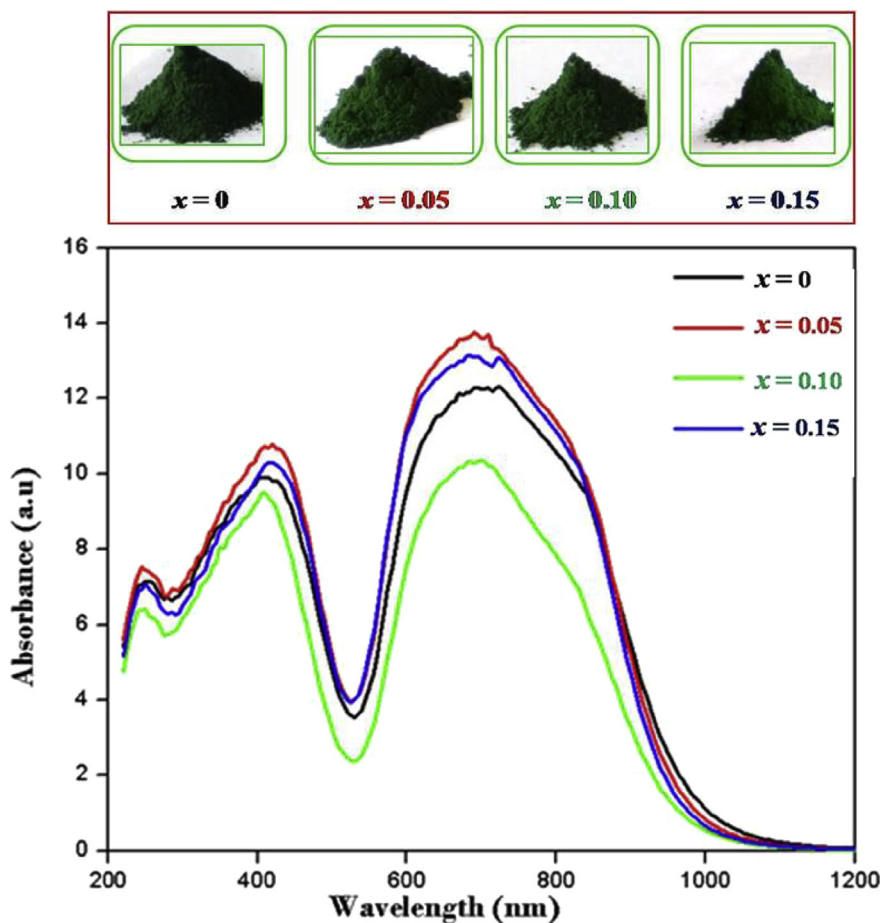 x = 0 x = 0.05 x = 0.10 x = 0.15
16
14
12
10
8
6
4
2
0
Absorbance (a.u)
x = 0
x = 0.05
x = 0.10
x = 0.15
200 400 600 800 1000 1200
Wavelength (nm)